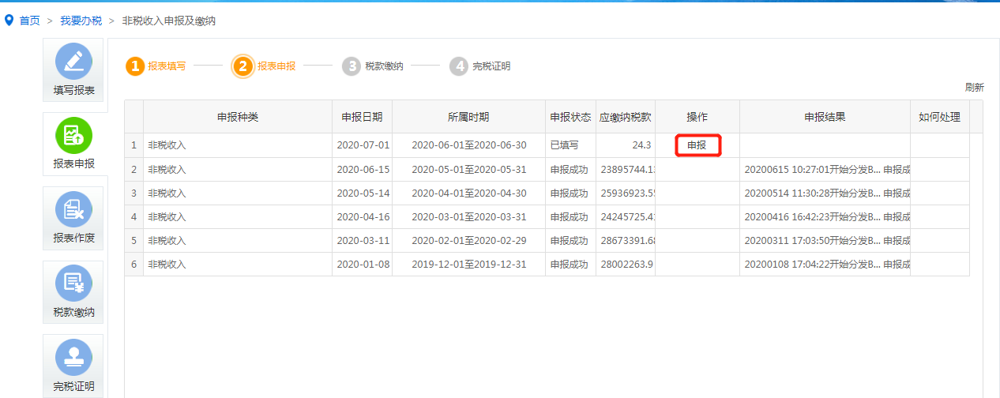 首页 > 我要办税 > 非税收入申报及缴纳
填写报表
报表申报
报表作废
税款缴纳
完税证明
1 报表填写 2 报表申报 3 税款缴纳 4 完税证明
刷新
申报种类 申报日期 所属时期 申报状态 应缴纳税款 操作 申报结果 如何处理
1 非税收入 2020-07-01 2020-06-01至2020-06-30 已填写 24.3 申报
2 非税收入 2020-06-15 2020-05-01至2020-05-31 申报成功 23895744.1 20200615 10:27:01开始分发B... 申报成
3 非税收入 2020-05-14 2020-04-01至2020-04-30 申报成功 25936923.5 20200514 11:30:28开始分发B... 申报成
4 非税收入 2020-04-16 2020-03-01至2020-03-31 申报成功 24245725.4 20200416 16:42:23开始分发B... 申报成
5 非税收入 2020-03-11 2020-02-01至2020-02-29 申报成功 28673391.6 20200311 17:03:50开始分发B... 申报成
6 非税收入 2020-01-08 2019-12-01至2019-12-31 申报成功 28002263.9 20200108 17:04:22开始分发B... 申报成